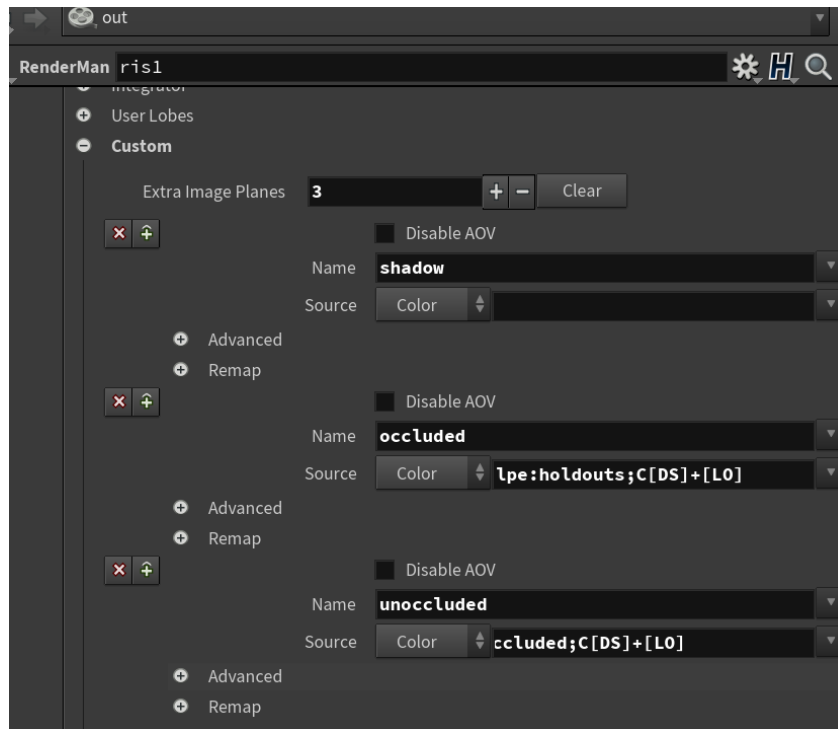 out
RenderMan ris1
Integrator
User Lobes
Custom
Extra Image Planes 3 Clear
Disable AOV
Name shadow
Source Color
Advanced
Remap
Disable AOV
Name occluded
Source Color lpe:holdouts;C[DS]+[LO]
Advanced
Remap
Disable AOV
Name unoccluded
Source Color ccluded;C[DS]+[LO]
Advanced
Remap